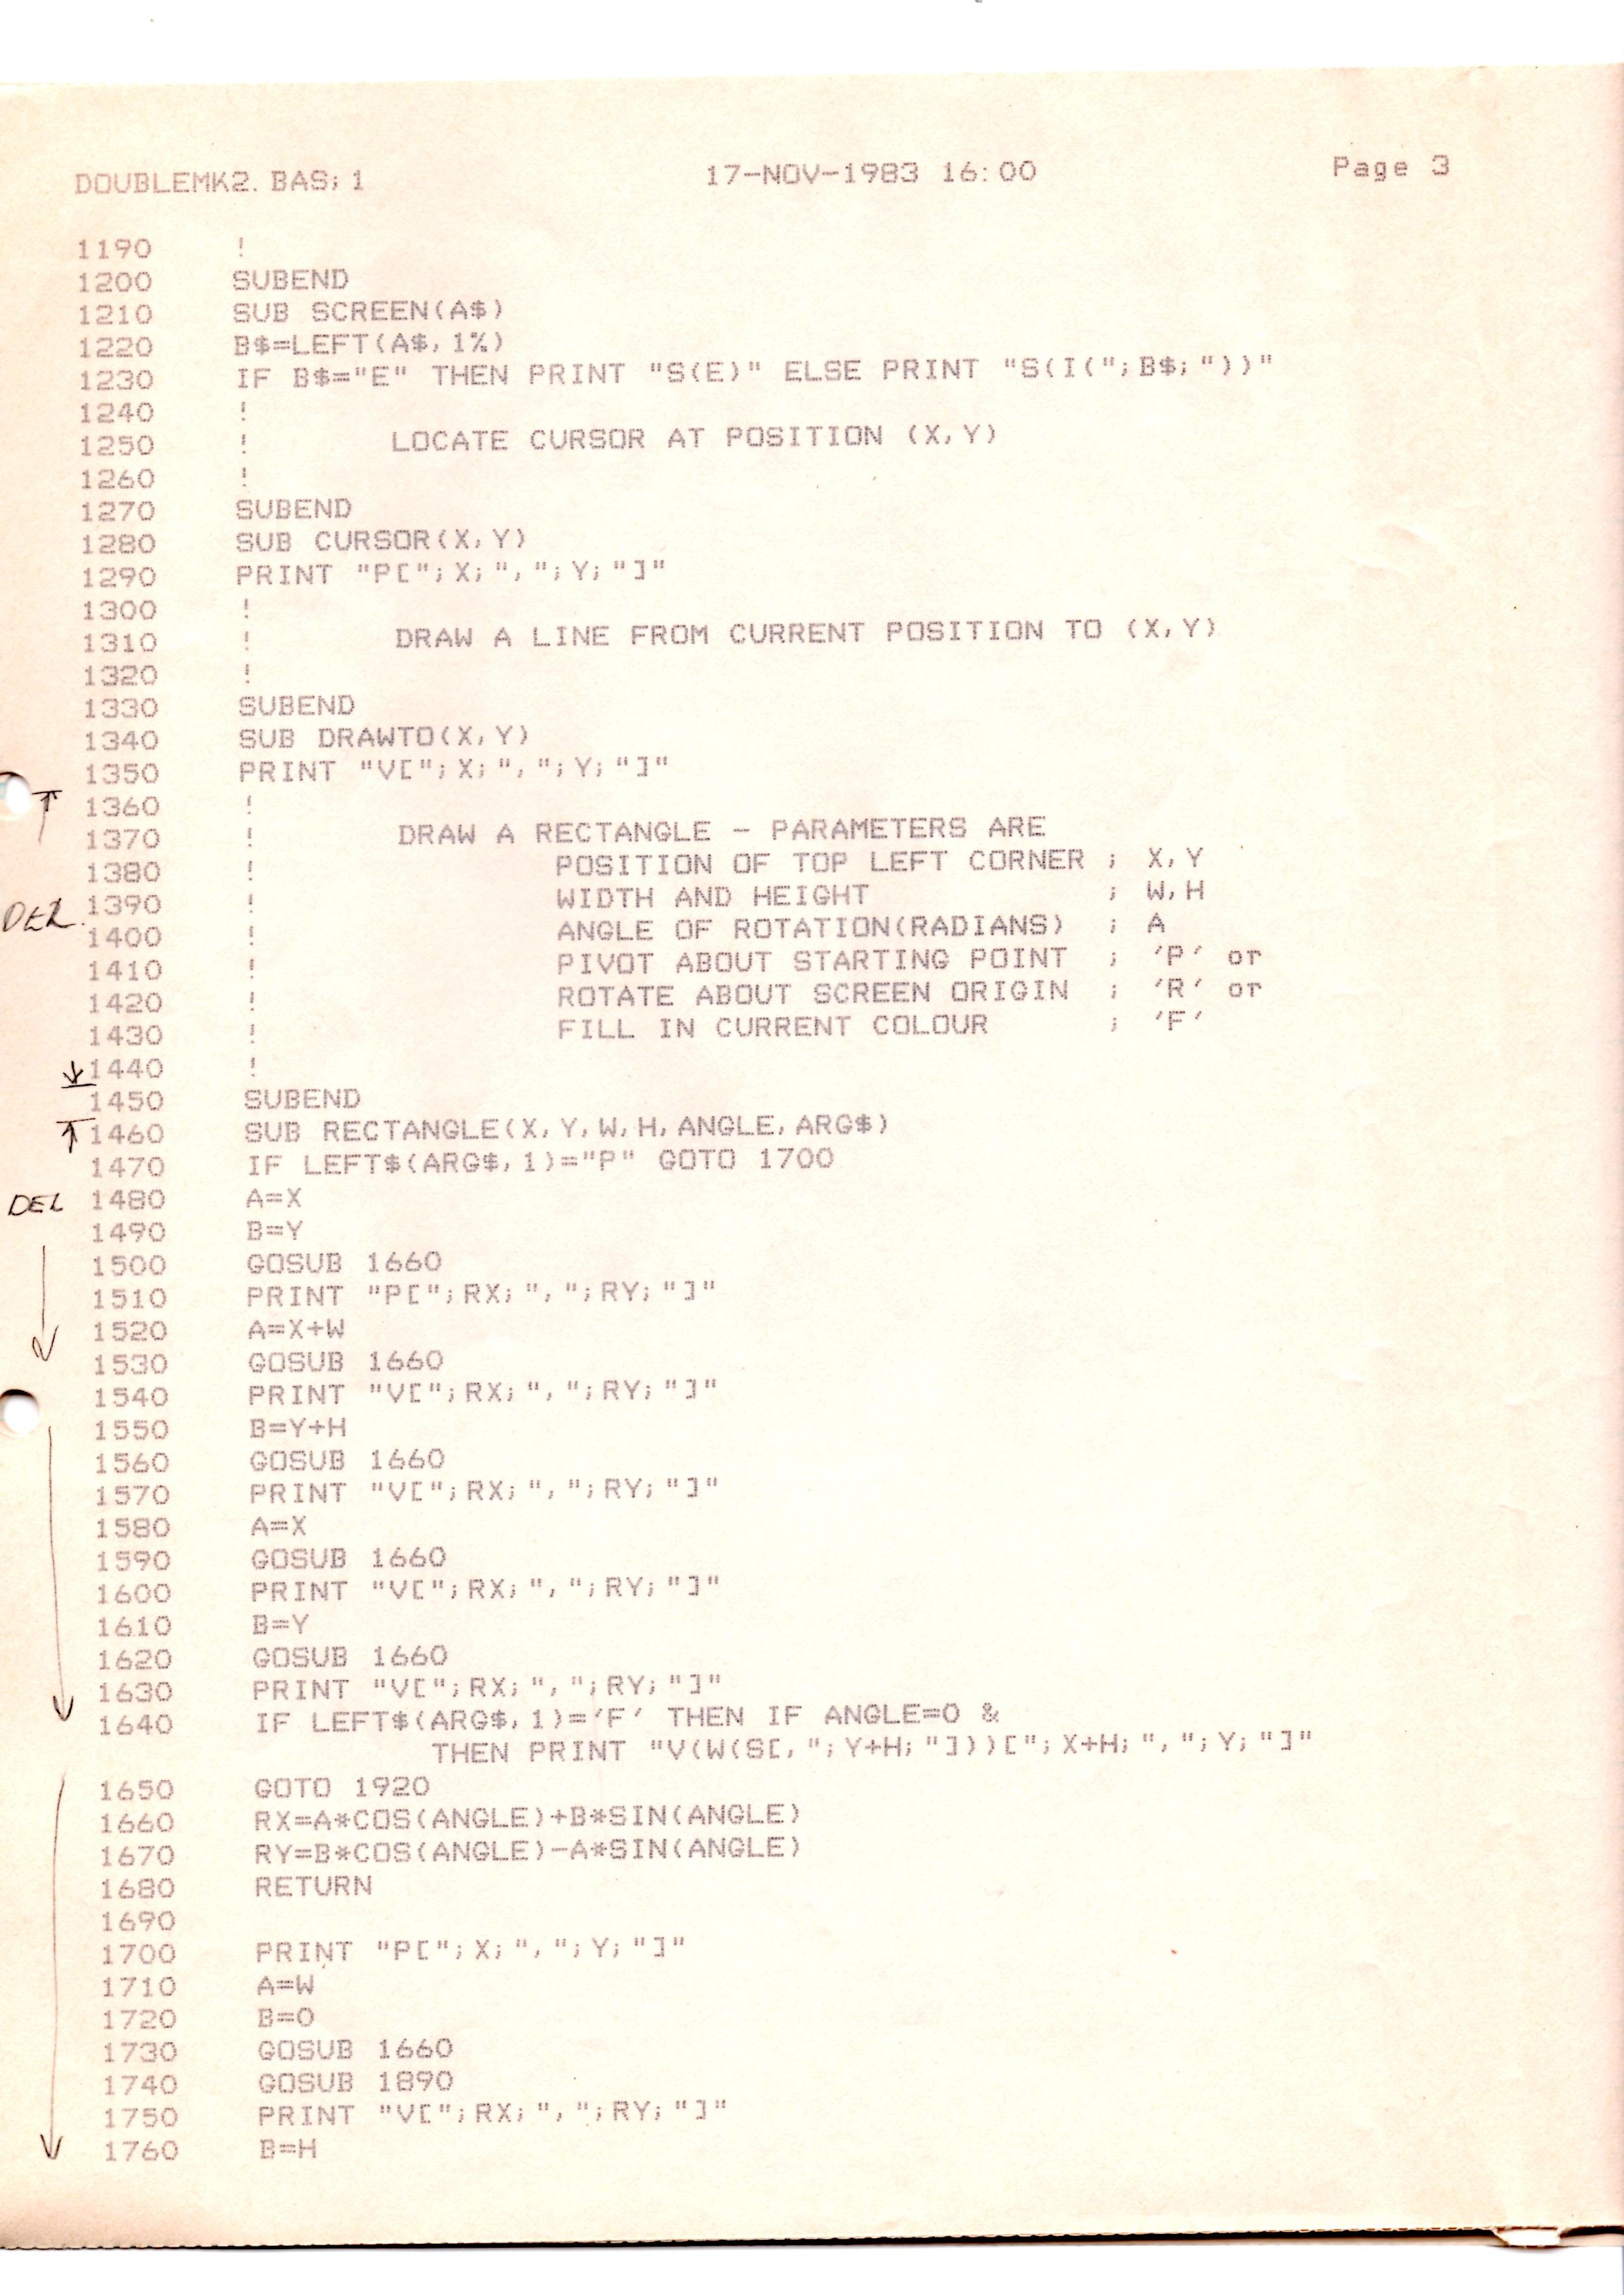 DOUBLEMK2.BAS;1 17-NOV-1983 16:00 Page 3
1190 !
1200 SUBEND
1210 SUB SCREEN(A$)
1220 B$=LEFT(A$,1%)
1230 IF B$="E" THEN PRINT "S(E)" ELSE PRINT "S(I(";B$;"))"
1240 !
1250 ! LOCATE CURSOR AT POSITION (X,Y)
1260 !
1270 SUBEND
1280 SUB CURSOR(X,Y)
1290 PRINT "P[";X;",";Y;"]"
1300 !
1310 ! DRAW A LINE FROM CURRENT POSITION TO (X,Y)
1320 !
1330 SUBEND
1340 SUB DRAWTO(X,Y)
1350 PRINT "V[";X;",";Y;"]"
1360 !
1370 ! DRAW A RECTANGLE - PARAMETERS ARE
1380 ! POSITION OF TOP LEFT CORNER ; X,Y
DEL 1390 ! WIDTH AND HEIGHT ; W,H
1400 ! ANGLE OF ROTATION(RADIANS) ; A
1410 ! PIVOT ABOUT STARTING POINT ; 'P' or
1420 ! ROTATE ABOUT SCREEN ORIGIN ; 'R' or
1430 ! FILL IN CURRENT COLOUR ; 'F'
1440 !
1450 SUBEND
1460 SUB RECTANGLE(X,Y,W,H,ANGLE,ARG$)
1470 IF LEFT$(ARG$,1)="P" GOTO 1700
DEL 1480 A=X
1490 B=Y
1500 GOSUB 1660
1510 PRINT "P[";RX;",";RY;"]"
1520 A=X+W
1530 GOSUB 1660
1540 PRINT "V[";RX;",";RY;"]"
1550 B=Y+H
1560 GOSUB 1660
1570 PRINT "V[";RX;",";RY;"]"
1580 A=X
1590 GOSUB 1660
1600 PRINT "V[";RX;",";RY;"]"
1610 B=Y
1620 GOSUB 1660
1630 PRINT "V[";RX;",";RY;"]"
1640 IF LEFT$(ARG$,1)='F' THEN IF ANGLE=0 &
THEN PRINT "V(W(S[,";Y+H;"]))[";X+H;",";Y;"]"
1650 GOTO 1920
1660 RX=A*COS(ANGLE)+B*SIN(ANGLE)
1670 RY=B*COS(ANGLE)-A*SIN(ANGLE)
1680 RETURN
1690
1700 PRINT "P[";X;",";Y;"]"
1710 A=W
1720 B=0
1730 GOSUB 1660
1740 GOSUB 1890
1750 PRINT "V[";RX;",";RY;"]"
1760 B=H